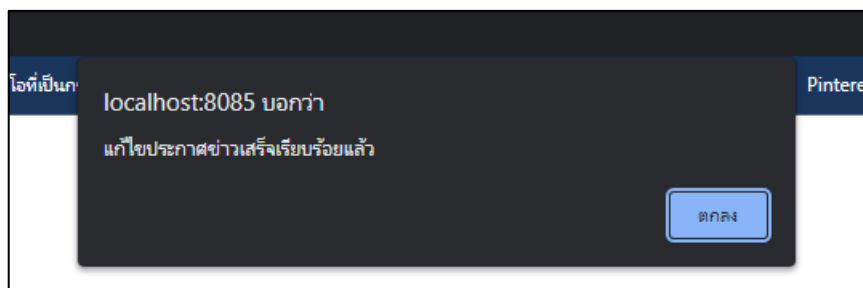 โอที่เป็นก
Pintere
localhost:8085 บอกว่า
แก้ไขประกาศข่าวเสร็จเรียบร้อยแล้ว
ตกลง